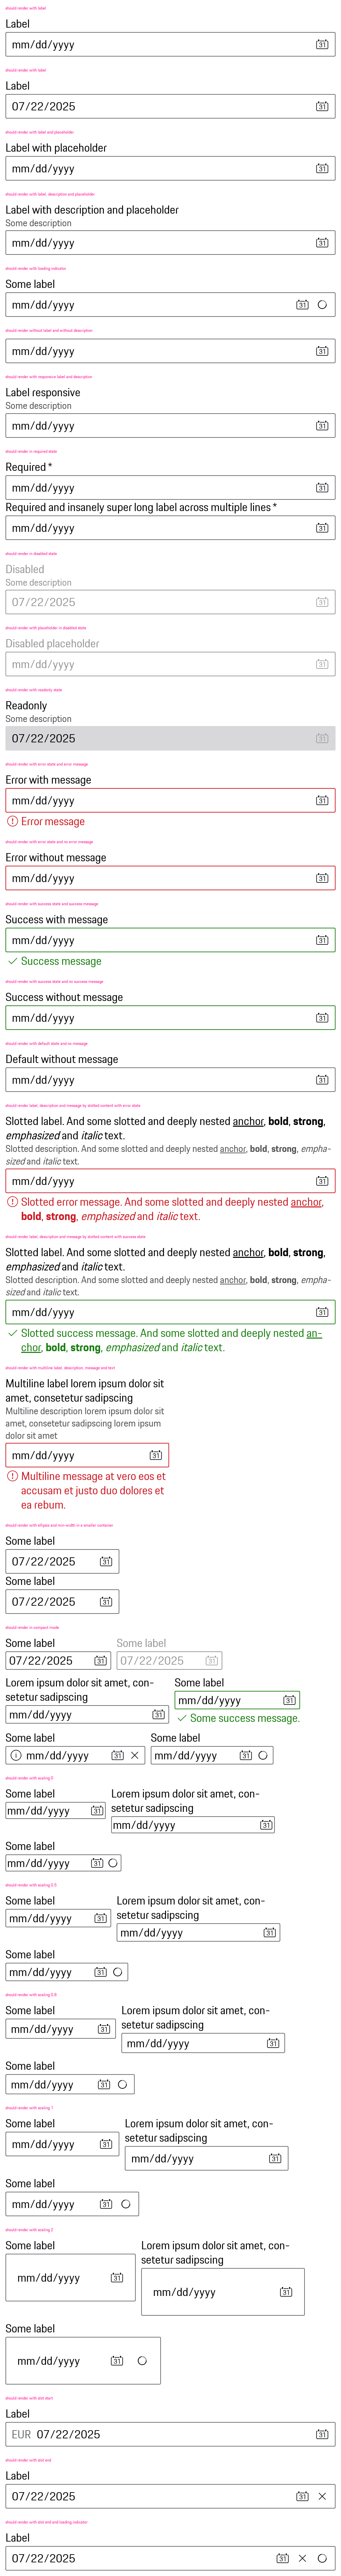 should render with label
Label
mm/dd/yyyy
should render with label
Label
07/22/2025
should render with label and placeholder
Label with placeholder
mm/dd/yyyy
should render with label, description and placeholder
Label with description and placeholder
Some description
mm/dd/yyyy
should render with loading indicator
Some label
mm/dd/yyyy
should render without label and without description
mm/dd/yyyy
should render with responsive label and description
Label responsive
Some description
mm/dd/yyyy
should render in required state
Required *
mm/dd/yyyy
Required and insanely super long label across multiple lines *
mm/dd/yyyy
should render in disabled state
Disabled
Some description
07/22/2025
should render with placeholder in disabled state
Disabled placeholder
mm/dd/yyyy
should render with readonly state
Readonly
Some description
07/22/2025
should render with error state and error message
Error with message
mm/dd/yyyy
Error message
should render with error state and no error message
Error without message
mm/dd/yyyy
should render with success state and success message
Success with message
mm/dd/yyyy
Success message
should render with success state and no success message
Success without message
mm/dd/yyyy
should render with default state and no message
Default without message
mm/dd/yyyy
should render label, description and message by slotted content with error state
Slotted label. And some slotted and deeply nested anchor, bold, strong,
emphasized and italic text.
Slotted description. And some slotted and deeply nested anchor, bold, strong, empha-
sized and italic text.
mm/dd/yyyy
Slotted error message. And some slotted and deeply nested anchor,
bold, strong, emphasized and italic text.
should render label, description and message by slotted content with success state
Slotted label. And some slotted and deeply nested anchor, bold, strong,
emphasized and italic text.
Slotted description. And some slotted and deeply nested anchor, bold, strong, empha-
sized and italic text.
mm/dd/yyyy
Slotted success message. And some slotted and deeply nested an-
chor, bold, strong, emphasized and italic text.
should render with multiline label, description, message and text
Multiline label lorem ipsum dolor sit
amet, consetetur sadipscing
Multiline description lorem ipsum dolor sit
amet, consetetur sadipscing lorem ipsum
dolor sit amet
mm/dd/yyyy
Multiline message at vero eos et
accusam et justo duo dolores et
ea rebum.
should render with ellipsis and min-width in a smaller container
Some label
07/22/2025
Some label
07/22/2025
should render in compact mode
Some label Some label
07/22/2025 07/22/2025
Lorem ipsum dolor sit amet, con-
setetur sadipscing
mm/dd/yyyy
Some label
mm/dd/yyyy
Some success message.
Some label Some label
mm/dd/yyyy mm/dd/yyyy
should render with scaling 0
Some label
mm/dd/yyyy
Lorem ipsum dolor sit amet, con-
setetur sadipscing
mm/dd/yyyy
Some label
mm/dd/yyyy
should render with scaling 0.5
Some label
mm/dd/yyyy
Lorem ipsum dolor sit amet, con-
setetur sadipscing
mm/dd/yyyy
Some label
mm/dd/yyyy
should render with scaling 0.8
Some label
mm/dd/yyyy
Lorem ipsum dolor sit amet, con-
setetur sadipscing
mm/dd/yyyy
Some label
mm/dd/yyyy
should render with scaling 1
Some label
mm/dd/yyyy
Lorem ipsum dolor sit amet, con-
setetur sadipscing
mm/dd/yyyy
Some label
mm/dd/yyyy
should render with scaling 2
Some label
mm/dd/yyyy
Lorem ipsum dolor sit amet, con-
setetur sadipscing
mm/dd/yyyy
Some label
mm/dd/yyyy
should render with slot start
Label
EUR 07/22/2025
should render with slot end
Label
07/22/2025
should render with slot end and loading indicator
Label
07/22/2025